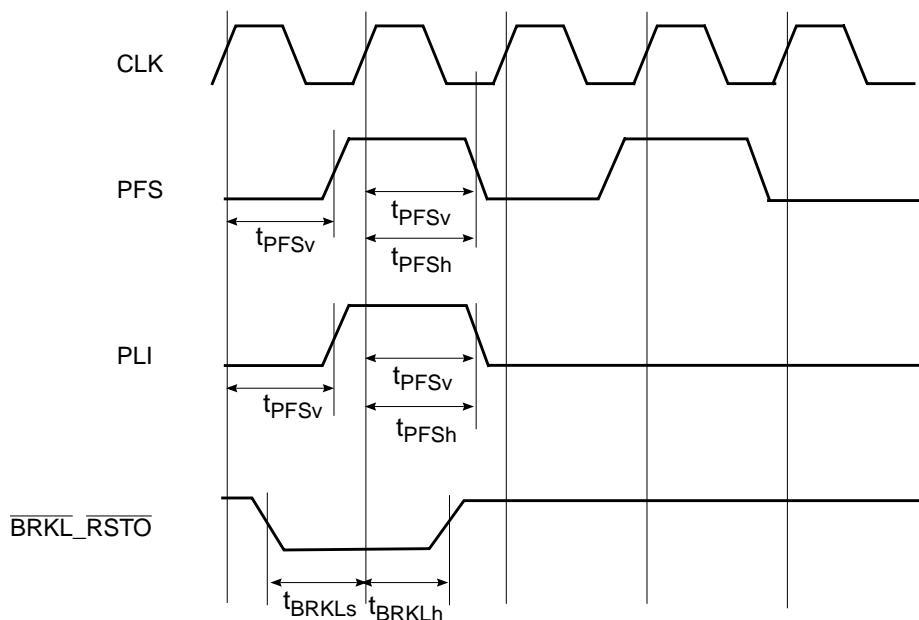 CLK
PFS
tPFSv
tPFSv
tPFSh
PLI
tPFSv
tPFSv
tPFSh
BRKL_RSTO
tBRKLs
tBRKLh